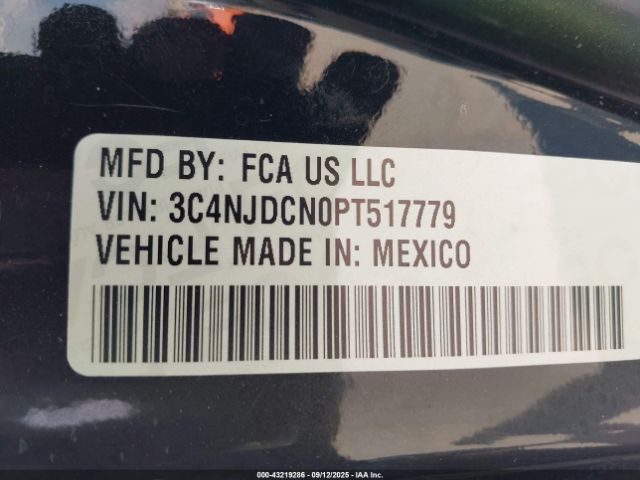 MFD BY: FCA US LLC
VIN: 3C4NJDCN0PT517779
VEHICLE MADE IN: MEXICO
000-43219286 - 09/12/2025 - IAA Inc.